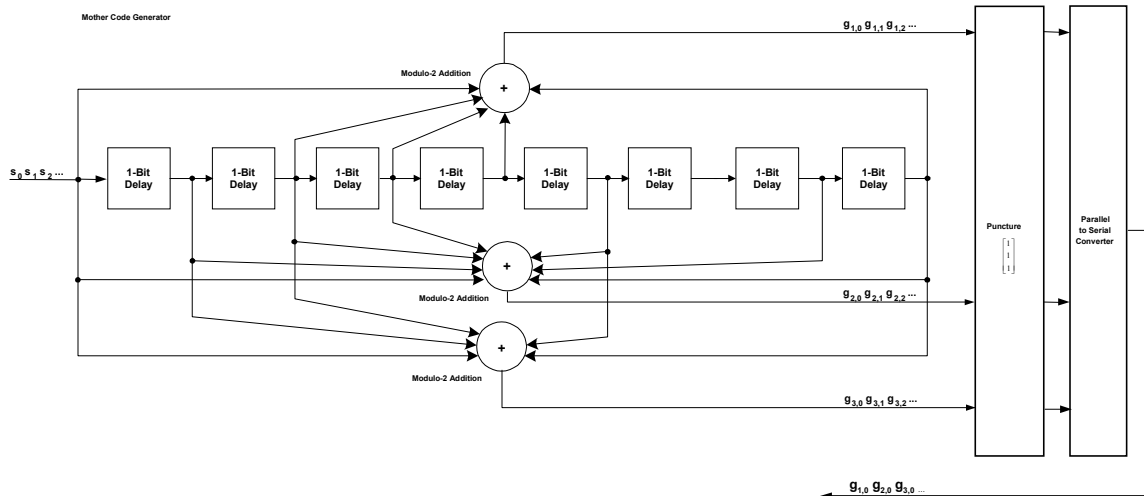 Mother Code Generator
g1,0 g1,1 g1,2 ...
Modulo-2 Addition
+
s0 s1 s2 ...
1-Bit
Delay
1-Bit
Delay
1-Bit
Delay
1-Bit
Delay
1-Bit
Delay
1-Bit
Delay
1-Bit
Delay
1-Bit
Delay
Puncture
1
1
1
Parallel
to Serial
Converter
+
Modulo-2 Addition
g2,0 g2,1 g2,2 ...
+
Modulo-2 Addition
g3,0 g3,1 g3,2 ...
g1,0 g2,0 g3,0 ...